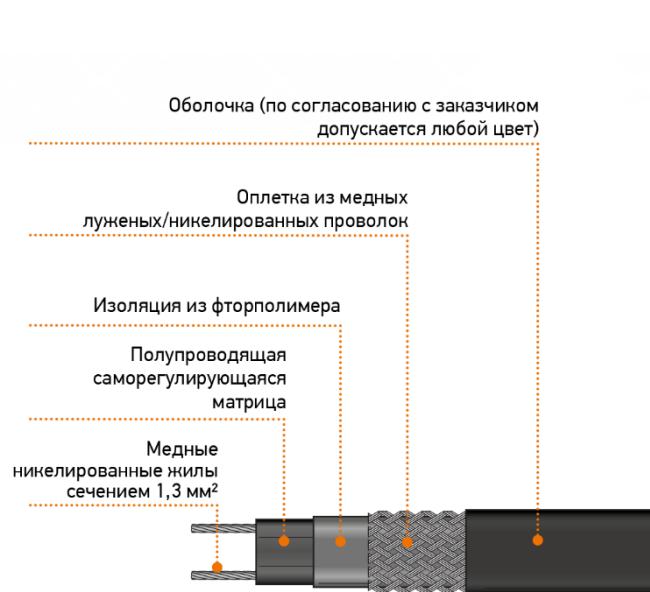 Оболочка (по согласованию с заказчиком
допускается любой цвет)
Оплетка из медных
луженых/никелированных проволок
Изоляция из фторполимера
Полупроводящая
саморегулирующаяся
матрица
Медные
никелированные жилы
сечением 1,3 мм²